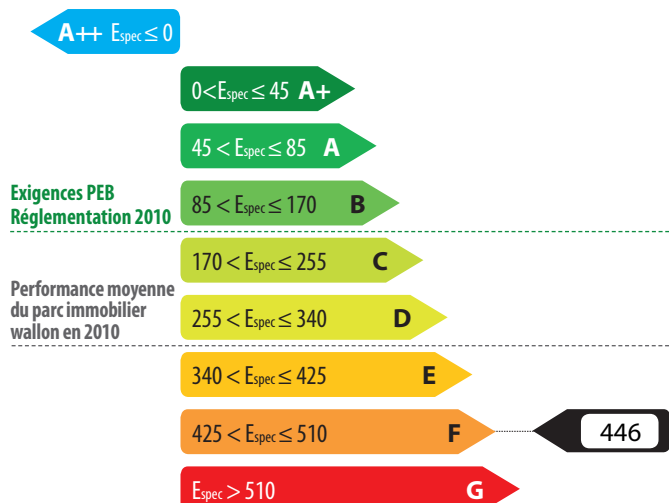 A++ Espec ≤ 0
0<Espec ≤ 45 A+
45 < Espec ≤ 85 A
Exigences PEB
Réglementation 2010
85 < Espec ≤ 170 B
170 < Espec ≤ 255 C
Performance moyenne
du parc immobilier
wallon en 2010
255 < Espec ≤ 340 D
340 < Espec ≤ 425 E
425 < Espec ≤ 510 F 446
Espec > 510 G